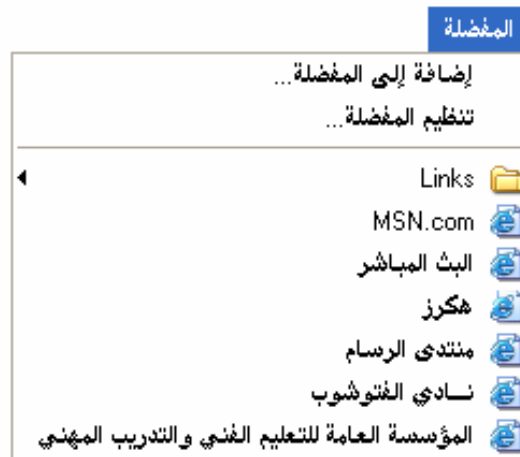 المفضلة
إضافة إلى المفضلة...
تنظيم المفضلة...
Links
MSN.com
البث المباشر
هكرز
منتدى الرسام
نـــادي الفتوشوب
المؤسسة العامة للتعليم الفني والتدريب المهني